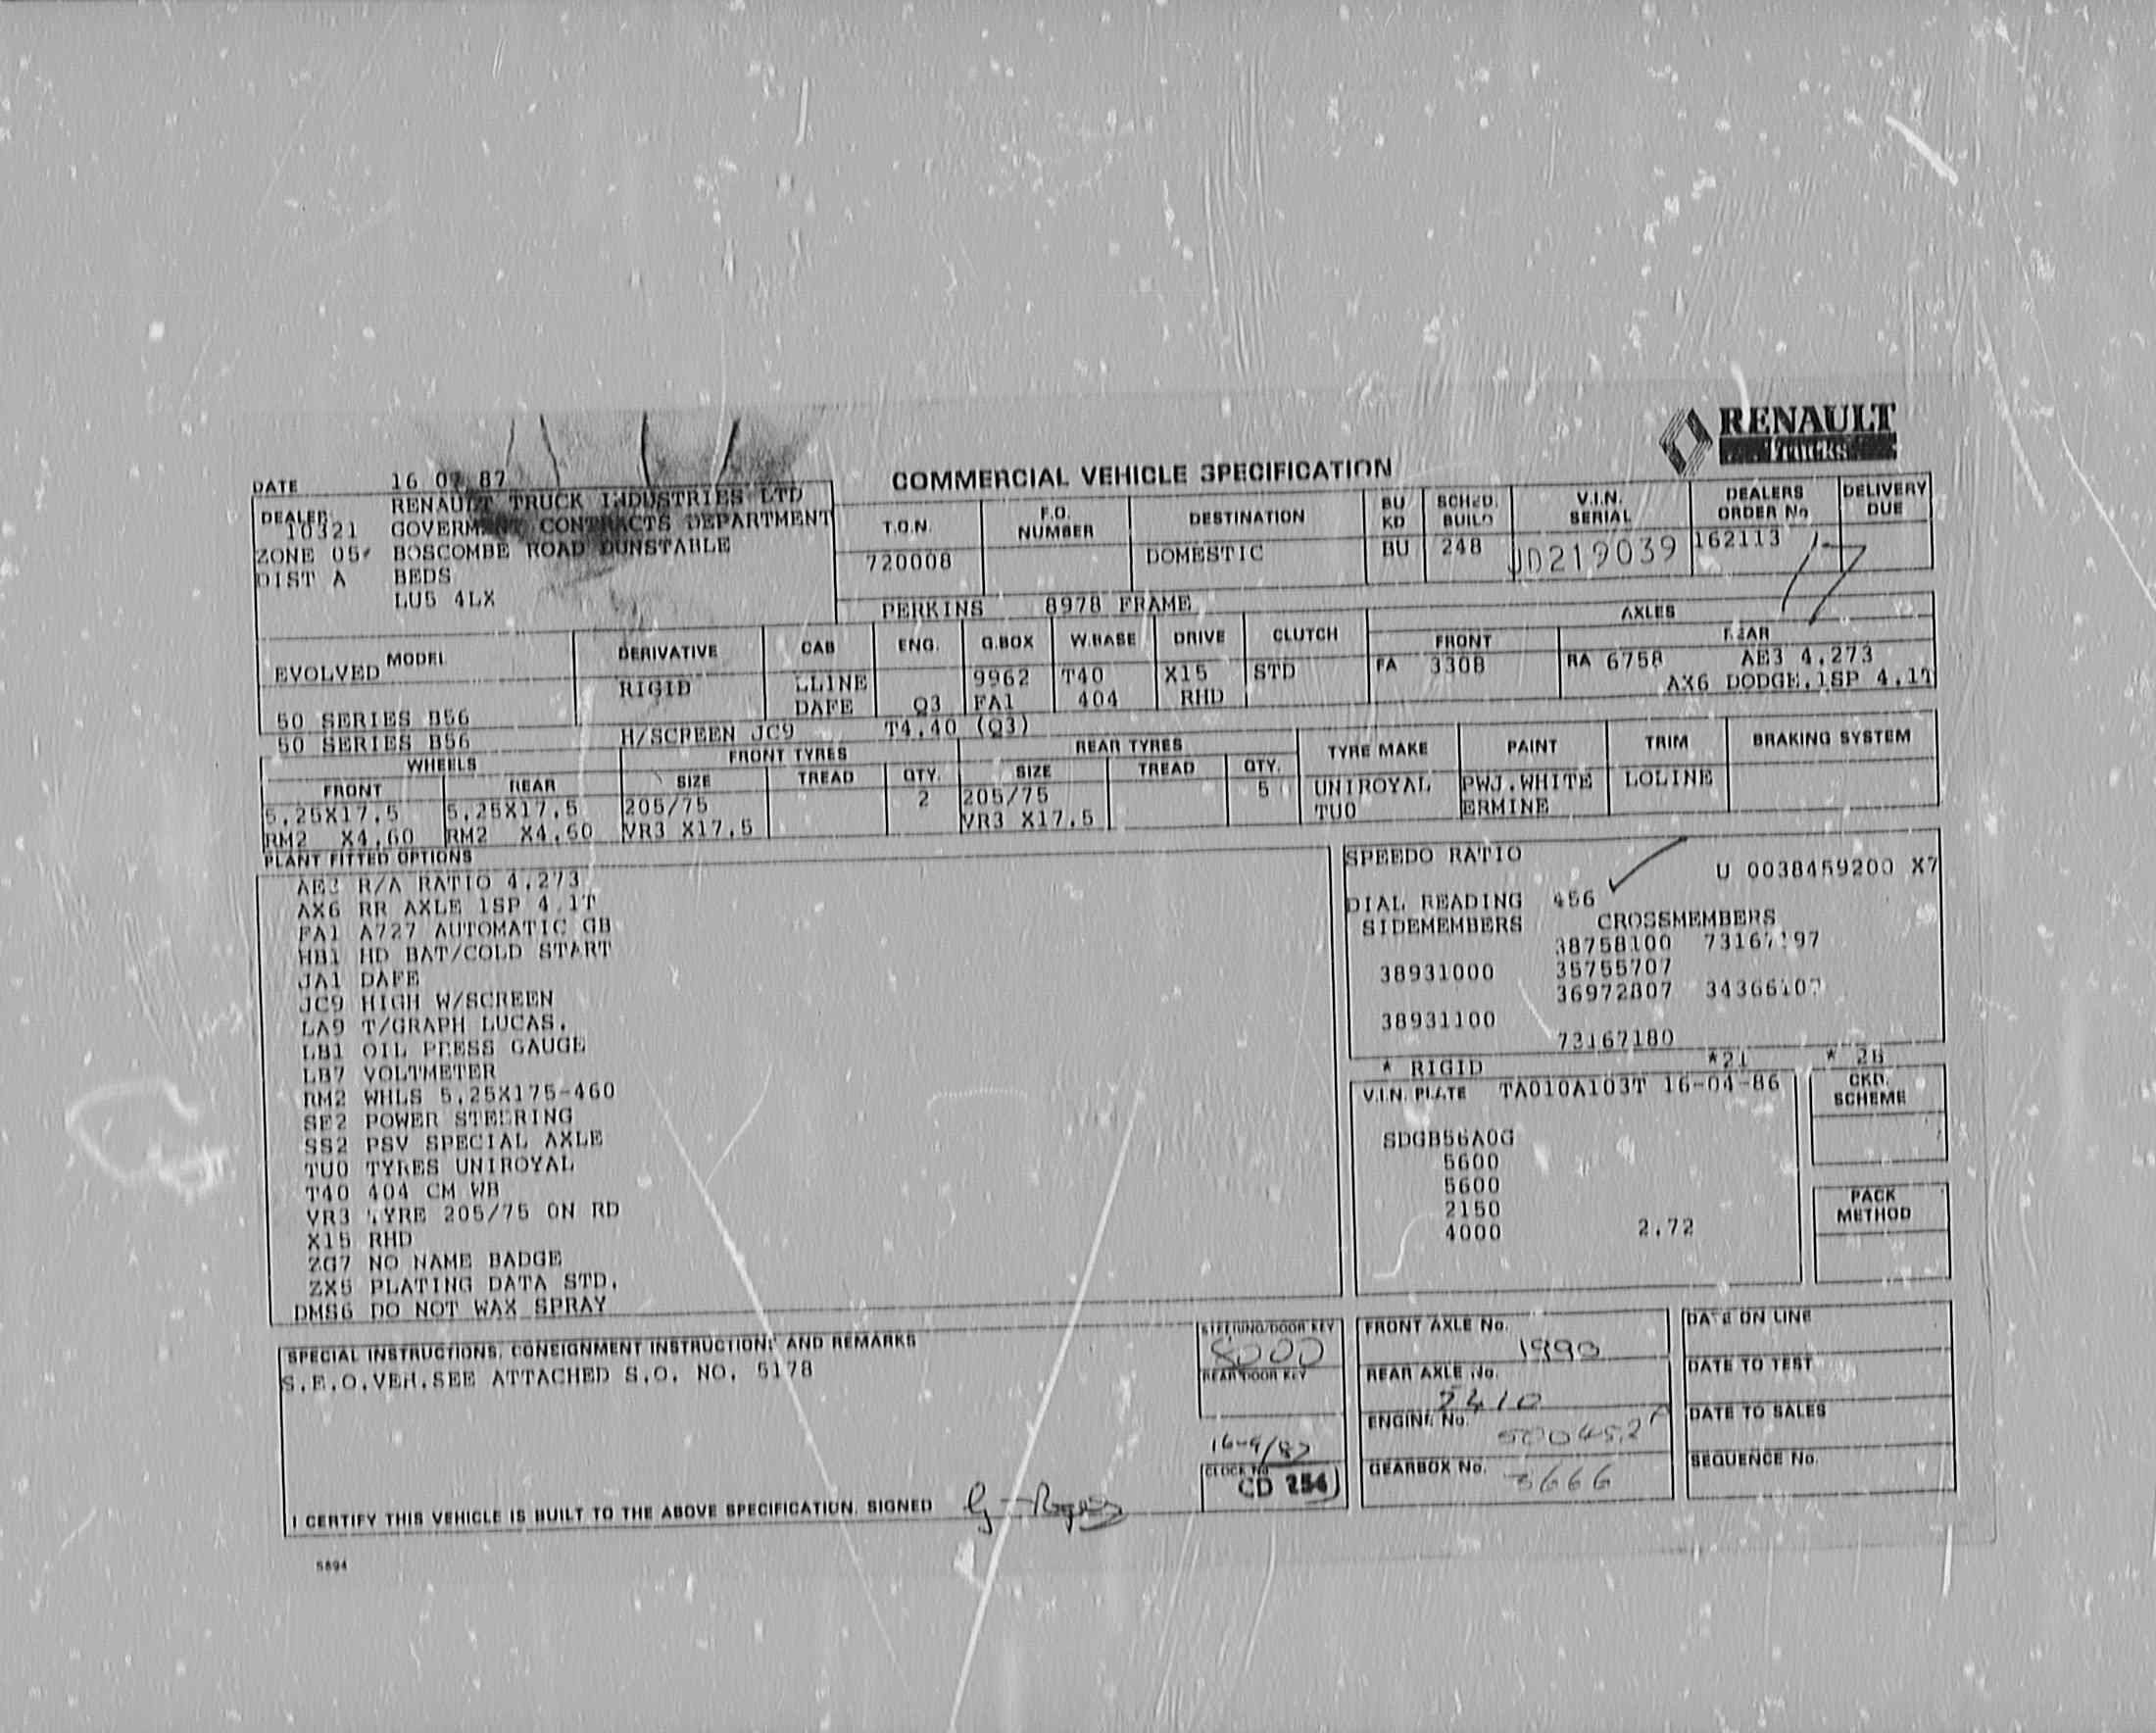 RENAULT
TRUCKS
COMMERCIAL VEHICLE SPECIFICATION
DATE 16 07 87
RENAULT TRUCK INDUSTRIES LTD
DEALER
10321 GOVERMENT CONTRACTS DEPARTMENT
ZONE 05 BOSCOMBE ROAD DUNSTABLE
DIST A BEDS
LU5 4LX
T.O.N. F.O. NUMBER DESTINATION BU KD SCHED. BUILD V.I.N. SERIAL DEALERS ORDER No DELIVERY DUE
720008 DOMESTIC BU 248 JD219039 162113
17
PERKINS 8978 FRAME
MODEL DERIVATIVE CAB ENG. G.BOX W.BASE DRIVE CLUTCH AXLES
FRONT REAR
EVOLVED RIGID LLINE 9962 T40 X15 STD FA 3308 RA 6758 AE3 4.273
DAFE Q3 FA1 404 RHD AX6 DODGE.1SP 4.1T
50 SERIES B56
50 SERIES B56 H/SCREEN JC9 T4.40 (Q3)
WHEELS FRONT TYRES REAR TYRES TYRE MAKE PAINT TRIM BRAKING SYSTEM
FRONT REAR SIZE TREAD QTY. SIZE TREAD QTY.
5.25X17.5 5.25X17.5 205/75 2 205/75 5 UNIROYAL PWJ.WHITE LOLINE
RM2 X4.60 RM2 X4.60 VR3 X17.5 VR3 X17.5 TU0 ERMINE
PLANT FITTED OPTIONS
AE3 R/A RATIO 4.273
AX6 RR AXLE 1SP 4.1T
FA1 A727 AUTOMATIC GB
HB1 HD BAT/COLD START
JA1 DAFE
JC9 HIGH W/SCREEN
LA9 T/GRAPH LUCAS.
LB1 OIL PRESS GAUGE
LB7 VOLTMETER
RM2 WHLS 5.25X175-460
SE2 POWER STEERING
SS2 PSV SPECIAL AXLE
TU0 TYRES UNIROYAL
T40 404 CM WB
VR3 TYRE 205/75 ON RD
X15 RHD
ZG7 NO NAME BADGE
ZX5 PLATING DATA STD.
DMS6 DO NOT WAX SPRAY
SPEEDO RATIO
U 0038459200 X7
DIAL READING 456
SIDEMEMBERS CROSSMEMBERS
38758100 73167197
38931000 35755707
36972807 34366107
38931100
73167180
* RIGID *21 * 28
V.I.N. PLATE TA010A103T 16-04-86
SDGB56A0G
5600
5600
2150
4000 2.72
CKD. SCHEME
PACK METHOD
SPECIAL INSTRUCTIONS, CONSIGNMENT INSTRUCTIONS AND REMARKS
S.E.O.VEH.SEE ATTACHED S.O. NO. 5178
STEERING/DOOR KEY
8000
REAR DOOR KEY
16-9/87
CLOCK No.
CD 254
FRONT AXLE No. 1990
REAR AXLE No. 2410
ENGINE No.
GEARBOX No. 3666
DATE ON LINE
DATE TO TEST
DATE TO SALES
SEQUENCE No.
I CERTIFY THIS VEHICLE IS BUILT TO THE ABOVE SPECIFICATION. SIGNED
5894